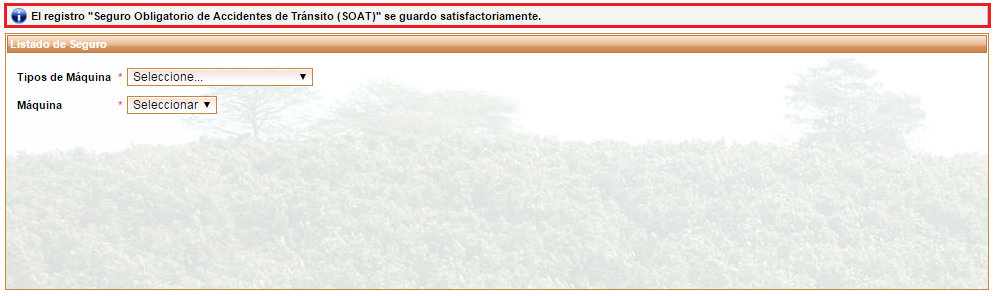 El registro "Seguro Obligatorio de Accidentes de Tránsito (SOAT)" se guardo satisfactoriamente.
Listado de Seguro
Tipos de Máquina * Seleccione...
Máquina * Seleccionar